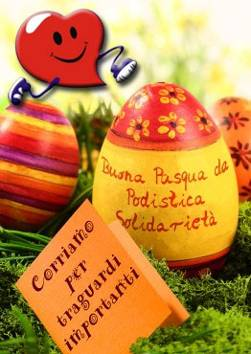 Buona Pasqua da
Podistica
Solidarietà
Corriamo
per
traguardi
importanti